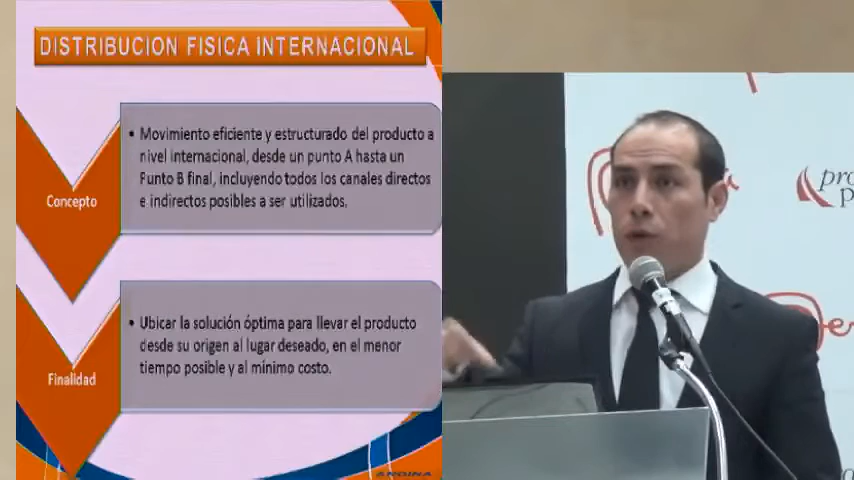 DISTRIBUCION FISICA INTERNACIONAL
Concepto
• Movimiento eficiente y estructurado del producto a
nivel internacional, desde un punto A hasta un
Punto B final, incluyendo todos los canales directos
e indirectos posibles a ser utilizados.
Finalidad
• Ubicar la solución óptima para llevar el producto
desde su origen al lugar deseado, en el menor
tiempo posible y al mínimo costo.
ANDINA